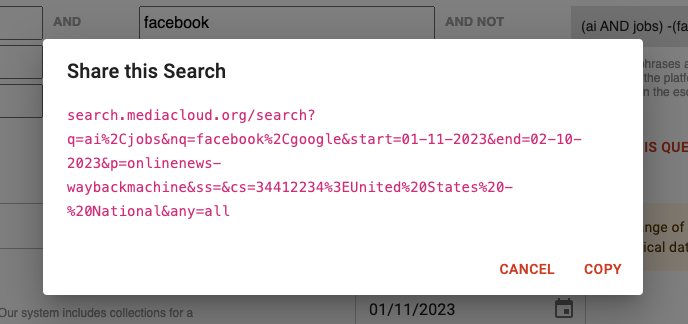 AND
facebook
AND NOT
(ai AND jobs) -(fa
Share this Search
search.mediacloud.org/search?
q=ai%2Cjobs&nq=facebook%2Cgoogle&start=01-11-2023&end=02-10-
2023&p=onlinenews-
waybackmachine&ss=&cs=34412234%3EUnited%20States%20-
%20National&any=all
CANCEL
COPY
hrases a
the platf
n the esc
IS QUE
nge of
ical dat
Our system includes collections for a
01/11/2023